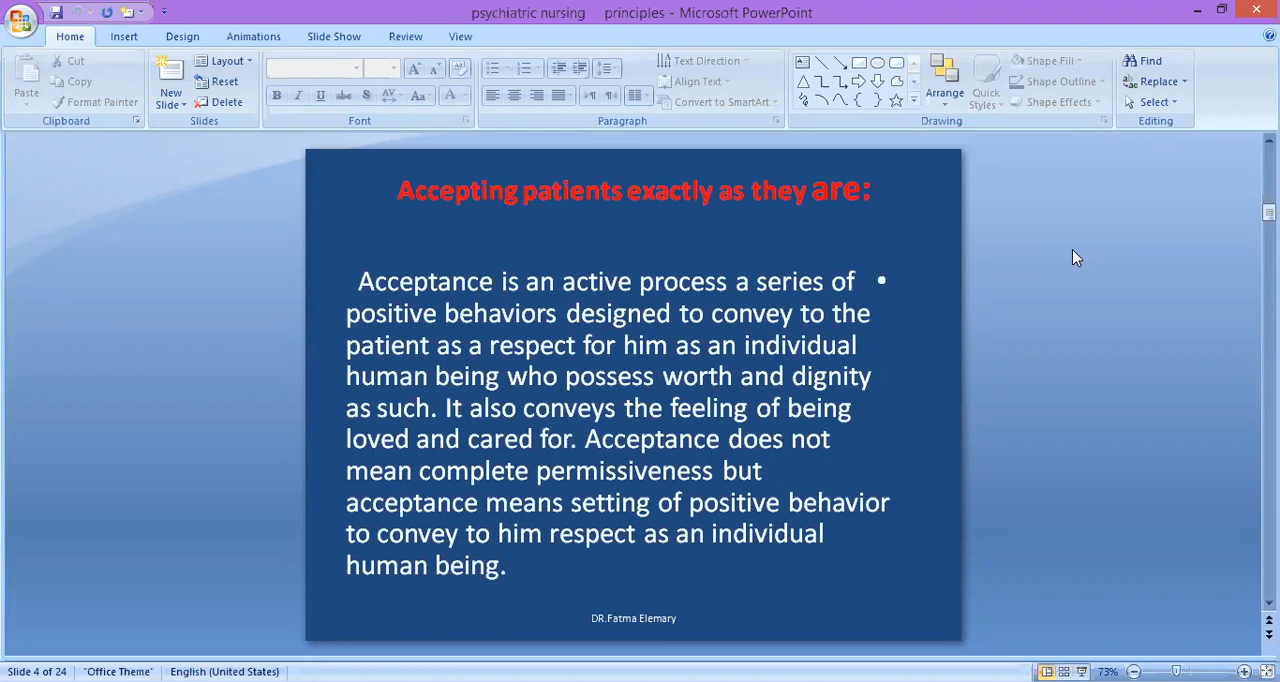 psychiatric nursing principles - Microsoft PowerPoint
Home Insert Design Animations Slide Show Review View
Cut
Copy
Format Painter
Paste
Clipboard
New
Slide
Layout
Reset
Delete
Slides
B I U abc S AV Aa A
Font
Text Direction
Align Text
Convert to SmartArt
Paragraph
Arrange
Quick
Styles
Shape Fill
Shape Outline
Shape Effects
Drawing
Find
Replace
Select
Editing
Accepting patients exactly as they are:
Acceptance is an active process a series of •
positive behaviors designed to convey to the
patient as a respect for him as an individual
human being who possess worth and dignity
as such. It also conveys the feeling of being
loved and cared for. Acceptance does not
mean complete permissiveness but
acceptance means setting of positive behavior
to convey to him respect as an individual
human being.
DR.Fatma Elemary
Slide 4 of 24 "Office Theme" English (United States) 73%